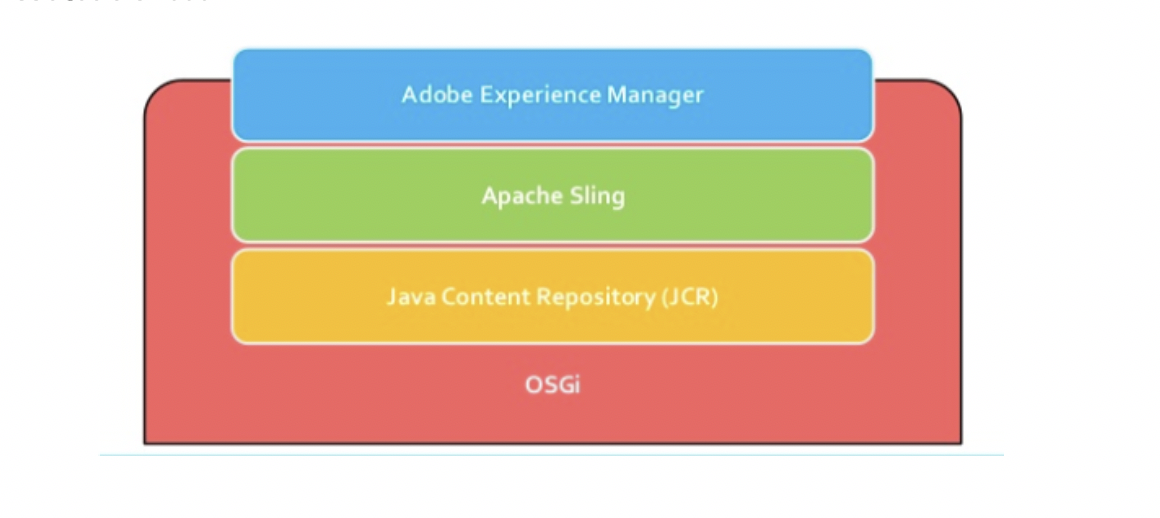 Adobe Experience Manager
Apache Sling
Java Content Repository (JCR)
OSGi